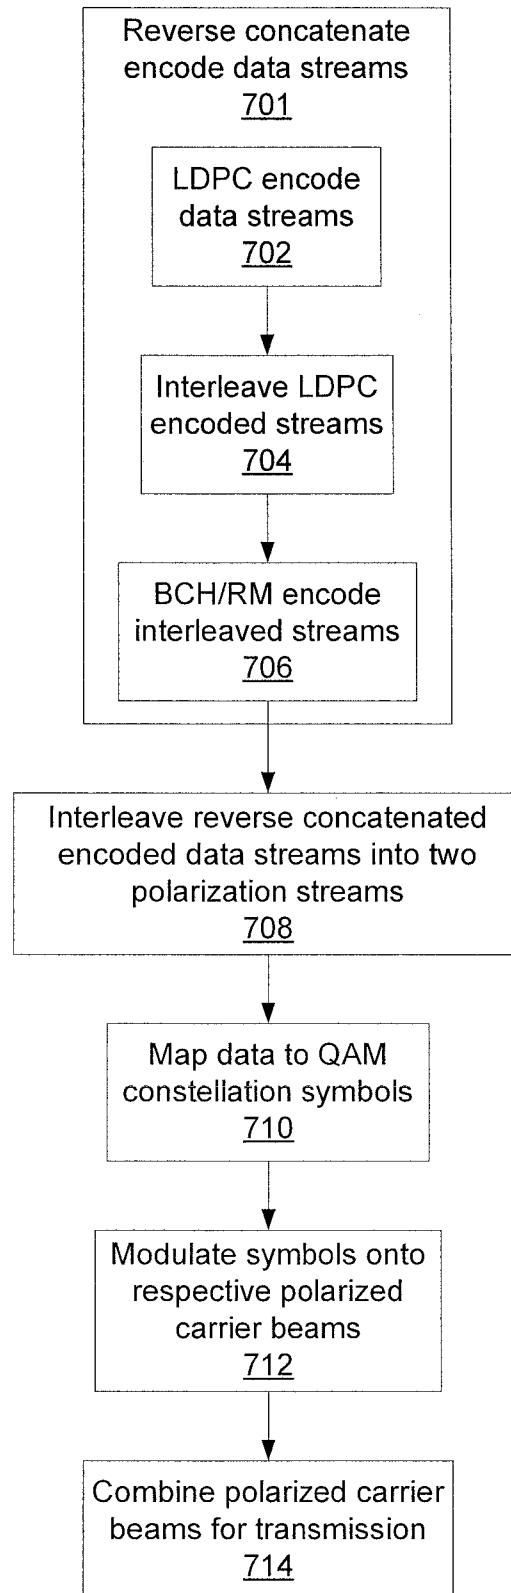 Reverse concatenate
encode data streams
701
LDPC encode
data streams
702
Interleave LDPC
encoded streams
704
BCH/RM encode
interleaved streams
706
Interleave reverse concatenated
encoded data streams into two
polarization streams
708
Map data to QAM
constellation symbols
710
Modulate symbols onto
respective polarized
carrier beams
712
Combine polarized carrier
beams for transmission
714